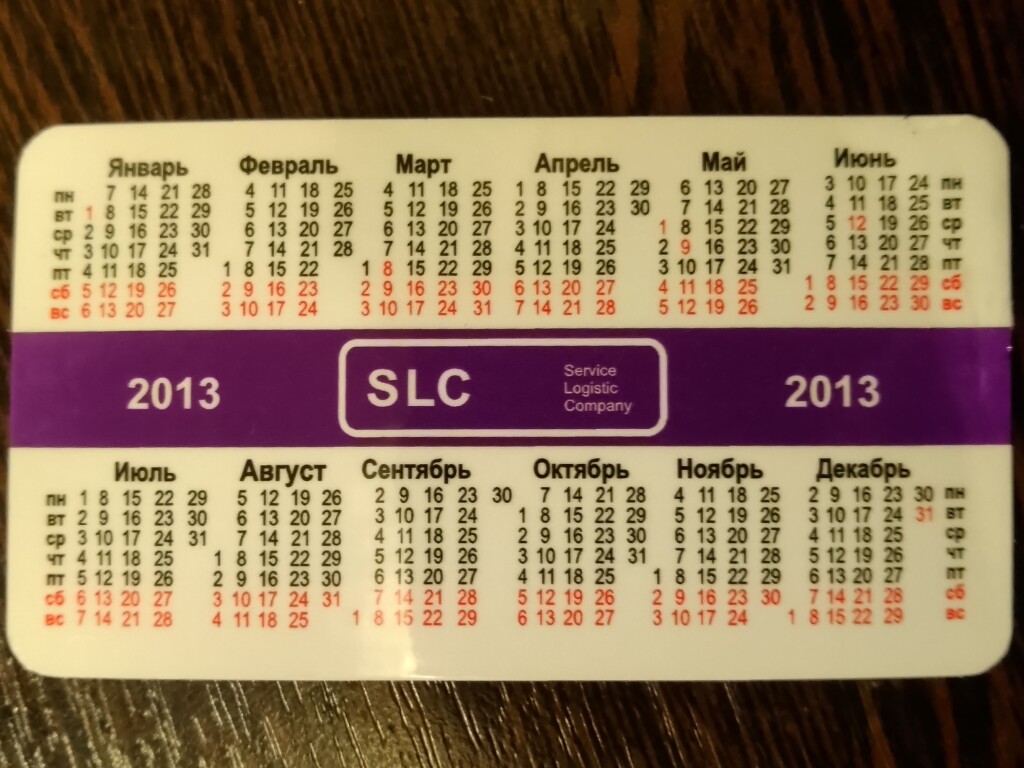 Январь Февраль Март Апрель Май Июнь
пн 7 14 21 28 4 11 18 25 4 11 18 25 1 8 15 22 29 6 13 20 27 3 10 17 24 пн
вт 1 8 15 22 29 5 12 19 26 5 12 19 26 2 9 16 23 30 7 14 21 28 4 11 18 25 вт
ср 2 9 16 23 30 6 13 20 27 6 13 20 27 3 10 17 24 1 8 15 22 29 5 12 19 26 ср
чт 3 10 17 24 31 7 14 21 28 7 14 21 28 4 11 18 25 2 9 16 23 30 6 13 20 27 чт
пт 4 11 18 25 1 8 15 22 1 8 15 22 29 5 12 19 26 3 10 17 24 31 7 14 21 28 пт
сб 5 12 19 26 2 9 16 23 2 9 16 23 30 6 13 20 27 4 11 18 25 1 8 15 22 29 сб
вс 6 13 20 27 3 10 17 24 3 10 17 24 31 7 14 21 28 5 12 19 26 2 9 16 23 30 вс
2013
SLC
Service
Logistic
Company
2013
Июль Август Сентябрь Октябрь Ноябрь Декабрь
пн 1 8 15 22 29 5 12 19 26 2 9 16 23 30 7 14 21 28 4 11 18 25 2 9 16 23 30 пн
вт 2 9 16 23 30 6 13 20 27 3 10 17 24 1 8 15 22 29 5 12 19 26 3 10 17 24 31 вт
ср 3 10 17 24 31 7 14 21 28 4 11 18 25 2 9 16 23 30 6 13 20 27 4 11 18 25 ср
чт 4 11 18 25 1 8 15 22 29 5 12 19 26 3 10 17 24 31 7 14 21 28 5 12 19 26 чт
пт 5 12 19 26 2 9 16 23 30 6 13 20 27 4 11 18 25 1 8 15 22 29 6 13 20 27 пт
сб 6 13 20 27 3 10 17 24 31 7 14 21 28 5 12 19 26 2 9 16 23 30 7 14 21 28 сб
вс 7 14 21 28 4 11 18 25 1 8 15 22 29 6 13 20 27 3 10 17 24 1 8 15 22 29 вс